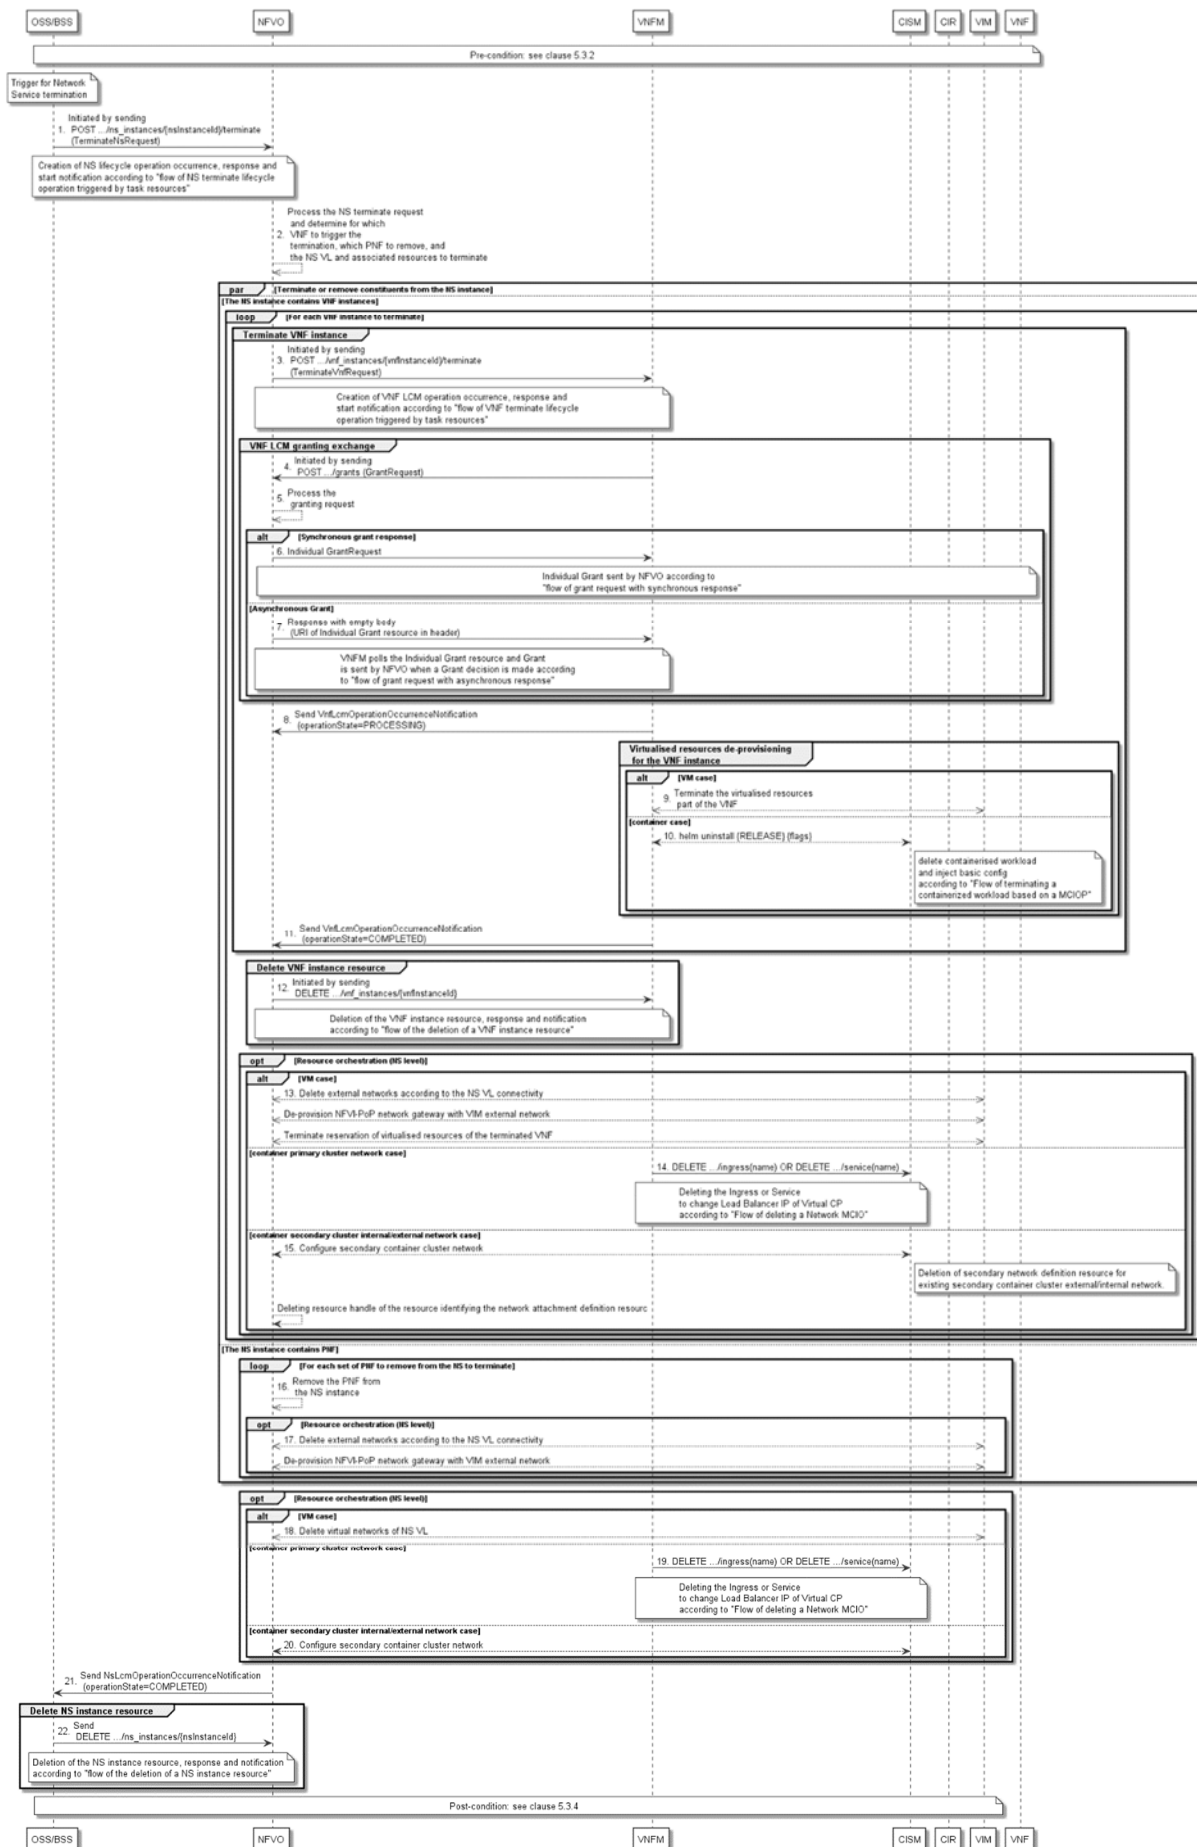 OSS/BSS NFVO VNFM CISM CIR VIM VNF
Pre-condition: see clause 5.3.2
Trigger for Network
Service termination
Initiated by sending
1. POST .../ns_instances/{nsInstanceId}/terminate
(TerminateNsRequest)
Creation of NS lifecycle operation occurrence, response and
start notification according to "flow of NS terminate lifecycle
operation triggered by task resources"
Process the NS terminate request
and determine for which
2. VNF to trigger the
termination, which PNF to remove, and
the NS VL and associated resources to terminate
par [Terminate or remove constituents from the NS instance]
[The NS instance contains VNF instances]
loop [For each VNF instance to terminate]
Terminate VNF instance
Initiated by sending
3. POST .../vnf_instances/{vnfInstanceId}/terminate
(TerminateVnfRequest)
Creation of VNF LCM operation occurrence, response and
start notification according to "flow of VNF terminate lifecycle
operation triggered by task resources"
VNF LCM granting exchange
4. Initiated by sending
POST .../grants (GrantRequest)
5. Process the
granting request
alt [Synchronous grant response]
6. Individual GrantRequest
Individual Grant sent by NFVO according to
"flow of grant request with synchronous response"
[Asynchronous Grant]
7. Response with empty body
(URI of Individual Grant resource in header)
VNFM polls the Individual Grant resource and Grant
is sent by NFVO when a Grant decision is made according
to "flow of grant request with asynchronous response"
8. Send VnfLcmOperationOccurrenceNotification
(operationState=PROCESSING)
Virtualised resources de-provisioning
for the VNF instance
alt [VM case]
9. Terminate the virtualised resources
part of the VNF
[container case]
10. helm uninstall (RELEASE) (flags)
delete containerised workload
and inject basic config
according to "Flow of terminating a
containerized workload based on a MCIOP"
11. Send VnfLcmOperationOccurrenceNotification
(operationState=COMPLETED)
Delete VNF instance resource
12. Initiated by sending
DELETE .../vnf_instances/{vnfInstanceId}
Deletion of the VNF instance resource, response and notification
according to "flow of the deletion of a VNF instance resource"
opt [Resource orchestration (NS level)]
alt [VM case]
13. Delete external networks according to the NS VL connectivity
De-provision NFVI-PoP network gateway with VIM external network
Terminate reservation of virtualised resources of the terminated VNF
[container primary cluster network case]
14. DELETE .../ingress(name) OR DELETE .../service(name)
Deleting the Ingress or Service
to change Load Balancer IP of Virtual CP
according to "Flow of deleting a Network MCIO"
[container secondary cluster internal/external network case]
15. Configure secondary container cluster network
Deletion of secondary network definition resource for
existing secondary container cluster external/internal network.
Deleting resource handle of the resource identifying the network attachment definition resourc
[The NS instance contains PNF]
loop [For each set of PNF to remove from the NS to terminate]
16. Remove the PNF from
the NS instance
opt [Resource orchestration (NS level)]
17. Delete external networks according to the NS VL connectivity
De-provision NFVI-PoP network gateway with VIM external network
opt [Resource orchestration (NS level)]
alt [VM case]
18. Delete virtual networks of NS VL
[container primary cluster network case]
19. DELETE .../ingress(name) OR DELETE .../service(name)
Deleting the Ingress or Service
to change Load Balancer IP of Virtual CP
according to "Flow of deleting a Network MCIO"
[container secondary cluster internal/external network case]
20. Configure secondary container cluster network
21. Send NsLcmOperationOccurrenceNotification
(operationState=COMPLETED)
Delete NS instance resource
22. Send
DELETE .../ns_instances/{nsInstanceId}
Deletion of the NS instance resource, response and notification
according to "flow of the deletion of a NS instance resource"
Post-condition: see clause 5.3.4
OSS/BSS NFVO VNFM CISM CIR VIM VNF